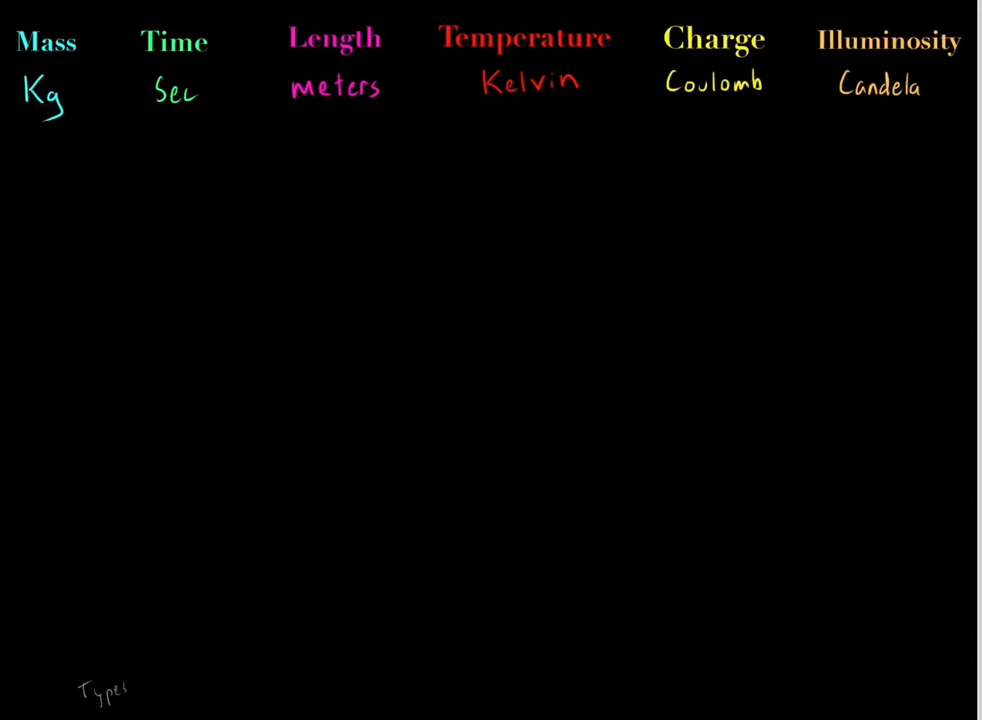 Mass Time Length Temperature Charge Illuminosity
Kg Sec meters Kelvin Coulomb Candela
Types